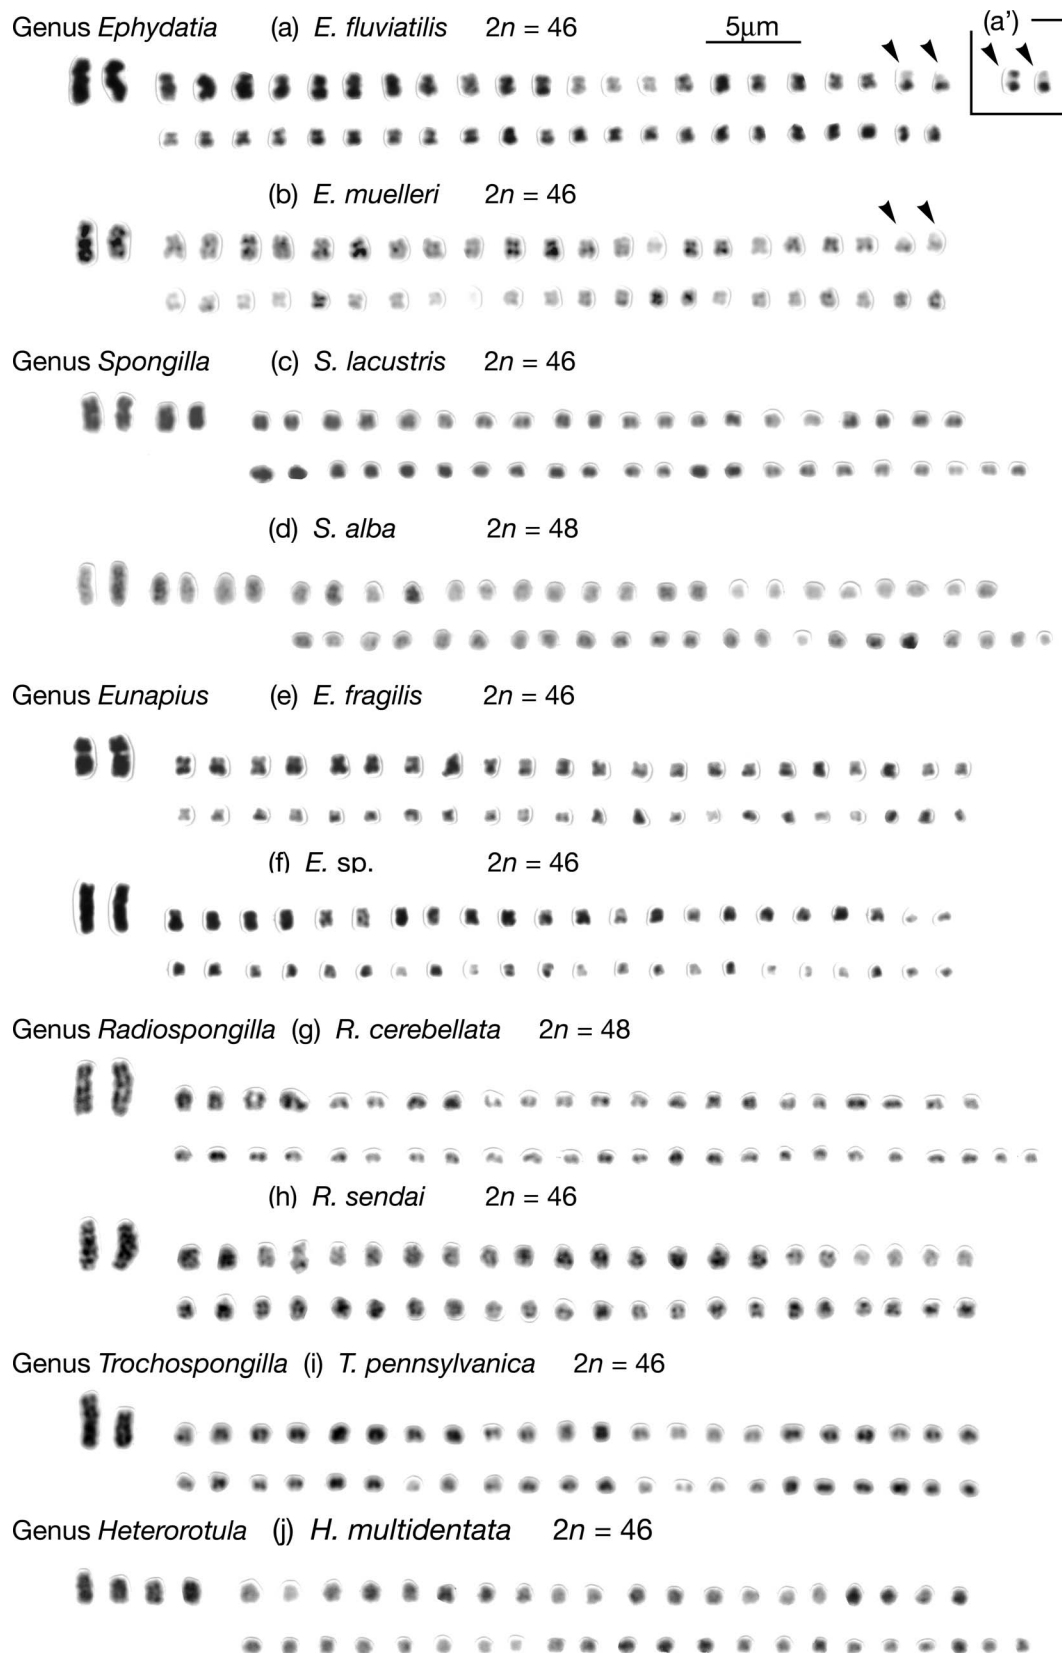 Genus Ephydatia (a) E. fluviatilis 2n = 46 5μm (a’)
(b) E. muelleri 2n = 46
Genus Spongilla (c) S. lacustris 2n = 46
(d) S. alba 2n = 48
Genus Eunapius (e) E. fragilis 2n = 46
(f) E. sp. 2n = 46
Genus Radiospongilla (g) R. cerebellata 2n = 48
(h) R. sendai 2n = 46
Genus Trochospongilla (i) T. pennsylvanica 2n = 46
Genus Heterorotula (j) H. multidentata 2n = 46